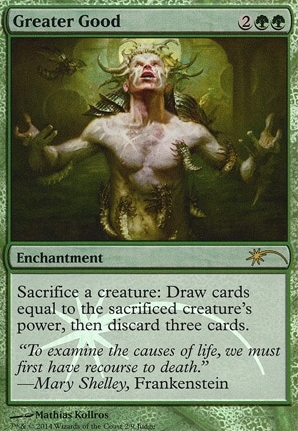 Greater Good 2
Enchantment
Sacrifice a creature: Draw cards
equal to the sacrificed creature's
power, then discard three cards.
“To examine the causes of life, we must
first have recourse to death.”
—Mary Shelley, Frankenstein
Mathias Kollros
™& © 2014 Wizards of the Coast 2/9 Judge